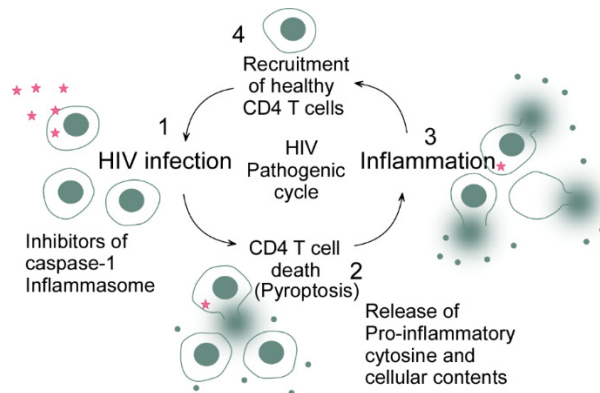 4
Recruitment
of healthy
CD4 T cells
1
HIV infection
HIV
Pathogenic
cycle
3
Inflammation
Inhibitors of
caspase-1
Inflammasome
CD4 T cell
death
(Pyroptosis)
2
Release of
Pro-inflammatory
cytosine and
cellular contents